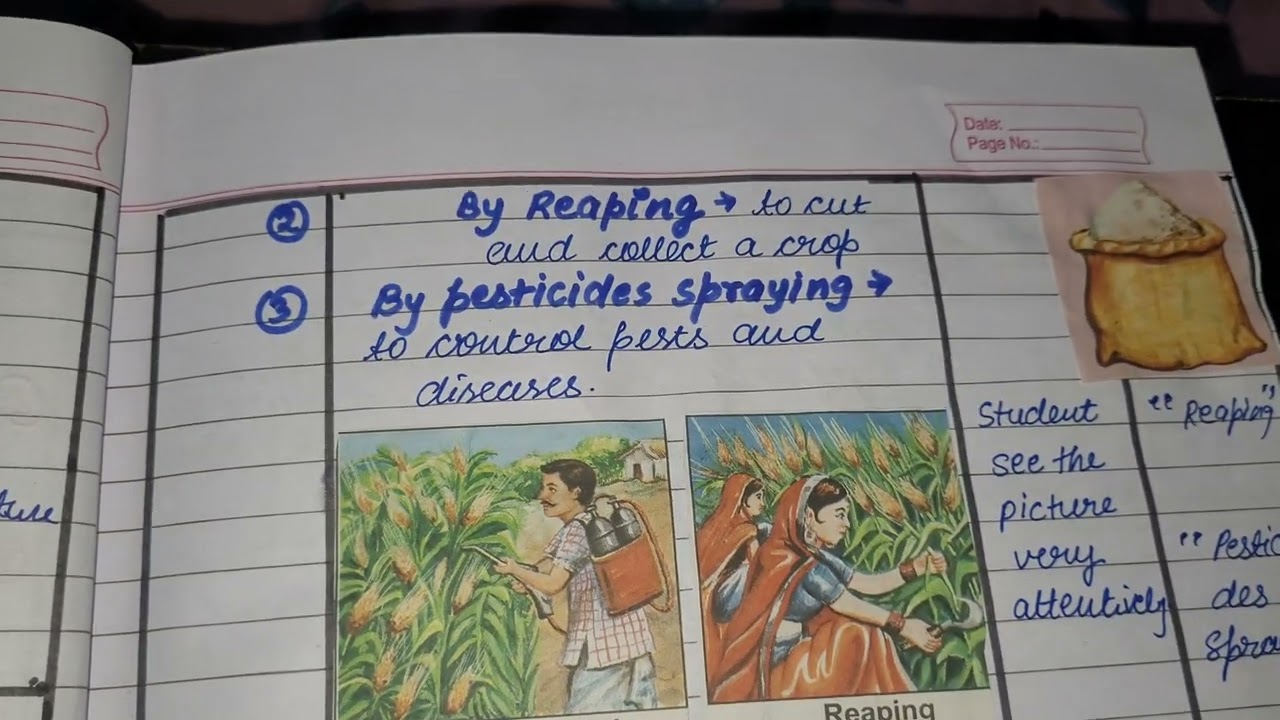 Date:
Page No.:
② By Reaping → to cut
and collect a crop
③ By pesticides spraying →
to control pests and
diseases.
Reaping
Student
see the
picture
very
attentively
"Reaping"
"Pestic
des
Spra